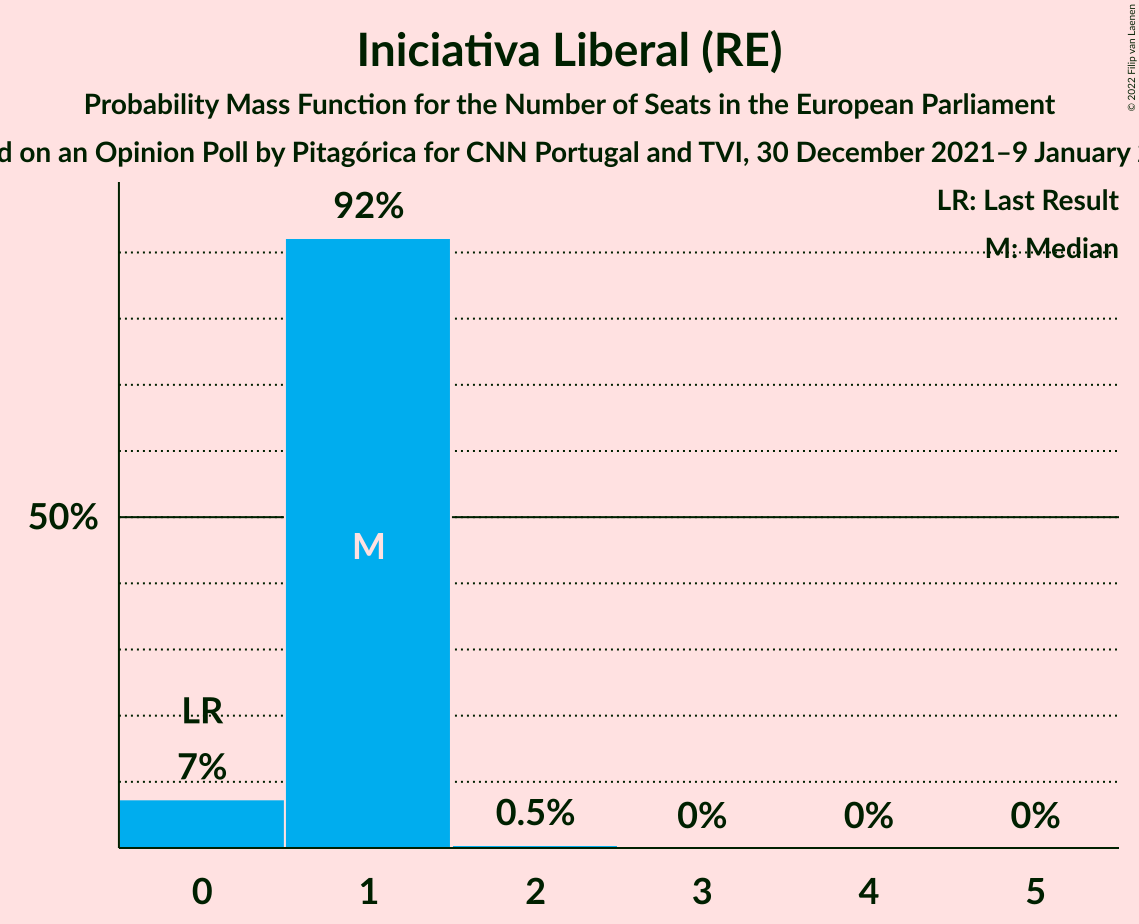 Iniciativa Liberal (RE)
Probability Mass Function for the Number of Seats in the European Parliament
d on an Opinion Poll by Pitagórica for CNN Portugal and TVI, 30 December 2021–9 January
© 2022 Filip van Laenen
LR: Last Result
M: Median
92%
50%
M
LR
7%
0.5%
0%
0%
0%
0
1
2
3
4
5